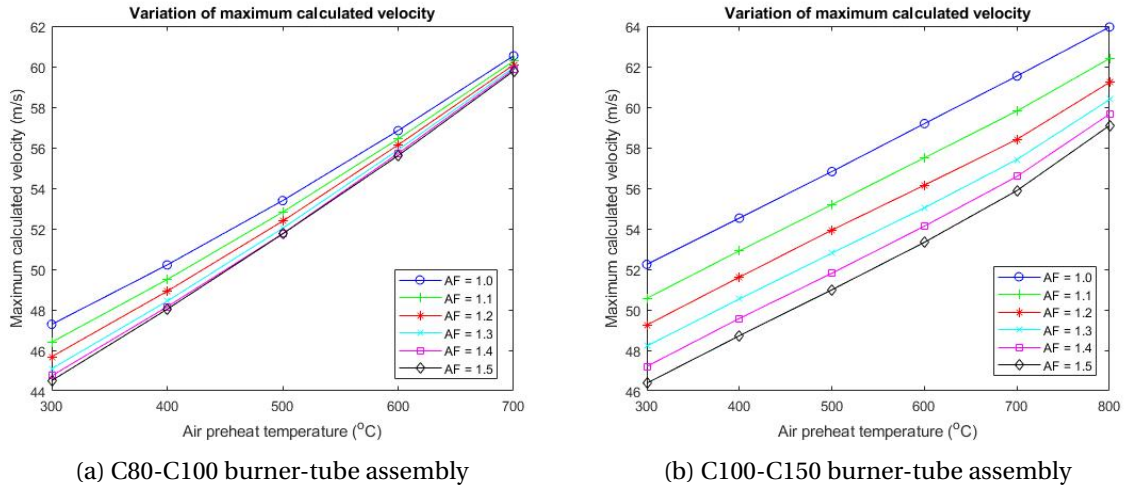 Variation of maximum calculated velocity
Maximum calculated velocity (m/s)
62
60
58
56
54
52
50
48
46
44
300
400
500
600
700
Air preheat temperature (°C)
AF = 1.0
AF = 1.1
AF = 1.2
AF = 1.3
AF = 1.4
AF = 1.5
(a) C80-C100 burner-tube assembly
Variation of maximum calculated velocity
Maximum calculated velocity (m/s)
64
62
60
58
56
54
52
50
48
46
300
400
500
600
700
800
Air preheat temperature (°C)
AF = 1.0
AF = 1.1
AF = 1.2
AF = 1.3
AF = 1.4
AF = 1.5
(b) C100-C150 burner-tube assembly